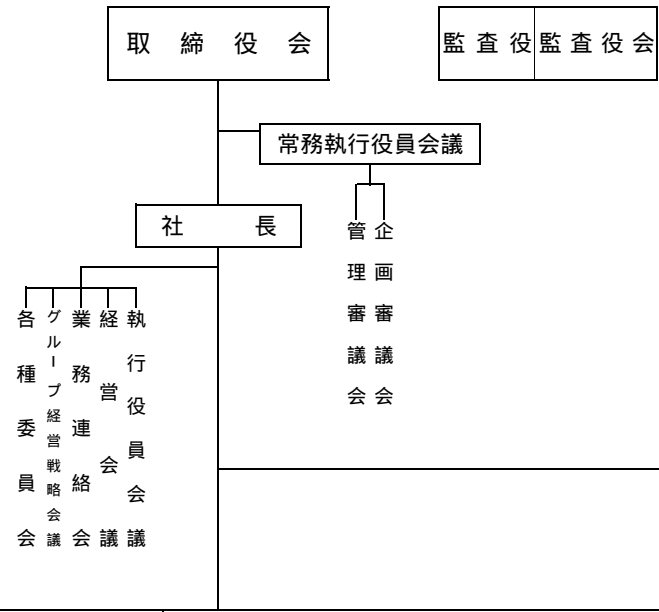 取締役会
監査役 監査役会
常務執行役員会議
社長
企画審議会
管理審議会
執行役員会議
経営会議
業務連絡会
グループ経営戦略会議
各種委員会